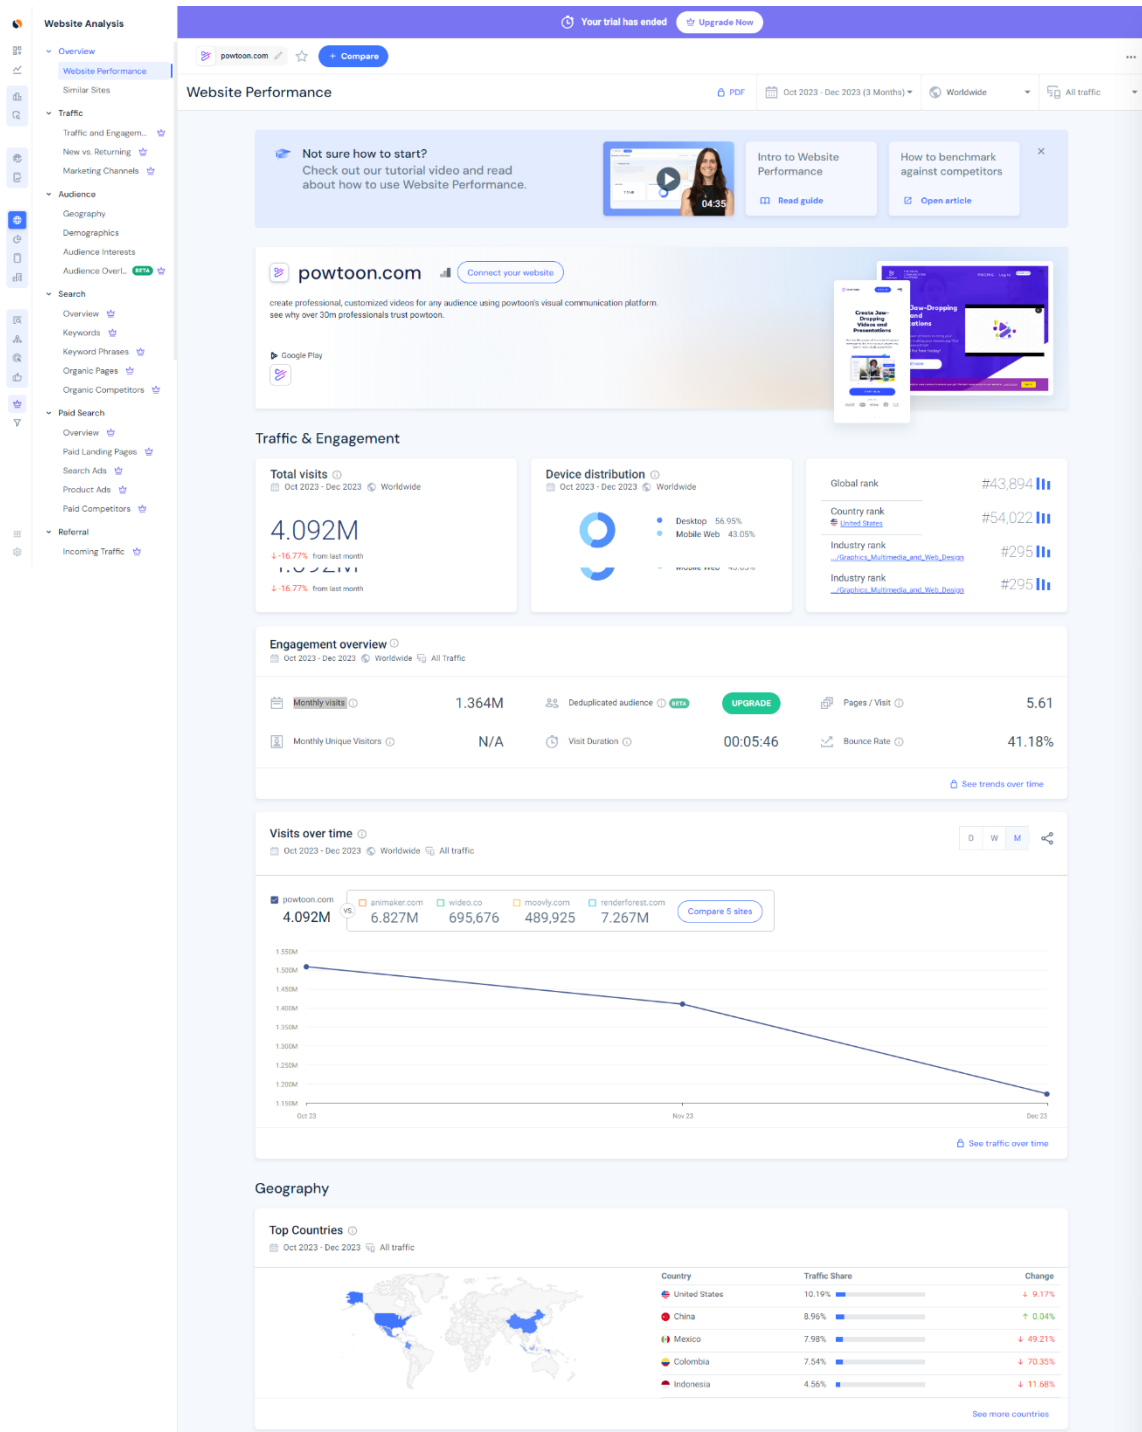 Website Analysis
Overview
Website Performance
Similar Sites
Traffic
Traffic and Engagem...
New vs. Returning
Marketing Channels
Audience
Geography
Demographics
Audience Interests
Audience Overl... BETA
Search
Overview
Keywords
Keyword Phrases
Organic Pages
Organic Competitors
Paid Search
Overview
Paid Landing Pages
Search Ads
Product Ads
Paid Competitors
Referral
Incoming Traffic
Your trial has ended Upgrade Now
powtoon.com + Compare
Website Performance PDF Oct 2023 - Dec 2023 (3 Months) Worldwide All traffic
Not sure how to start?
Check out our tutorial video and read
about how to use Website Performance.
04:35
Intro to Website
Performance
Read guide
How to benchmark
against competitors
Open article
powtoon.com Connect your website
create professional, customized videos for any audience using powtoon's visual communication platform.
see why over 30m professionals trust powtoon.
Google Play
Create Jaw-
Dropping
Videos and
Presentations
Traffic & Engagement
Total visits
Oct 2023 - Dec 2023 Worldwide
4.092M
-16.77% from last month
-16.77% from last month
Device distribution
Oct 2023 - Dec 2023 Worldwide
Desktop 56.95%
Mobile Web 43.05%
Mobile Web 43.05%
Global rank #43,894
Country rank
United States #54,022
Industry rank
.../Graphics_Multimedia_and_Web_Design #295
Industry rank
.../Graphics_Multimedia_and_Web_Design #295
Engagement overview
Oct 2023 - Dec 2023 Worldwide All Traffic
Monthly visits 1.364M
Deduplicated audience BETA UPGRADE
Pages / Visit 5.61
Monthly Unique Visitors N/A
Visit Duration 00:05:46
Bounce Rate 41.18%
See trends over time
Visits over time
Oct 2023 - Dec 2023 Worldwide All traffic
D W M
powtoon.com 4.092M
VS.
animaker.com 6.827M
wideo.co 695,676
moovly.com 489,925
renderforest.com 7.267M
Compare 5 sites
1.550M
1.500M
1.450M
1.400M
1.350M
1.300M
1.250M
1.200M
1.150M
Oct 23 Nov 23 Dec 23
See traffic over time
Geography
Top Countries
Oct 2023 - Dec 2023 All traffic
Country Traffic Share Change
United States 10.19% 9.17%
China 8.96% 0.04%
Mexico 7.98% 49.21%
Colombia 7.54% 70.35%
Indonesia 4.56% 11.68%
See more countries